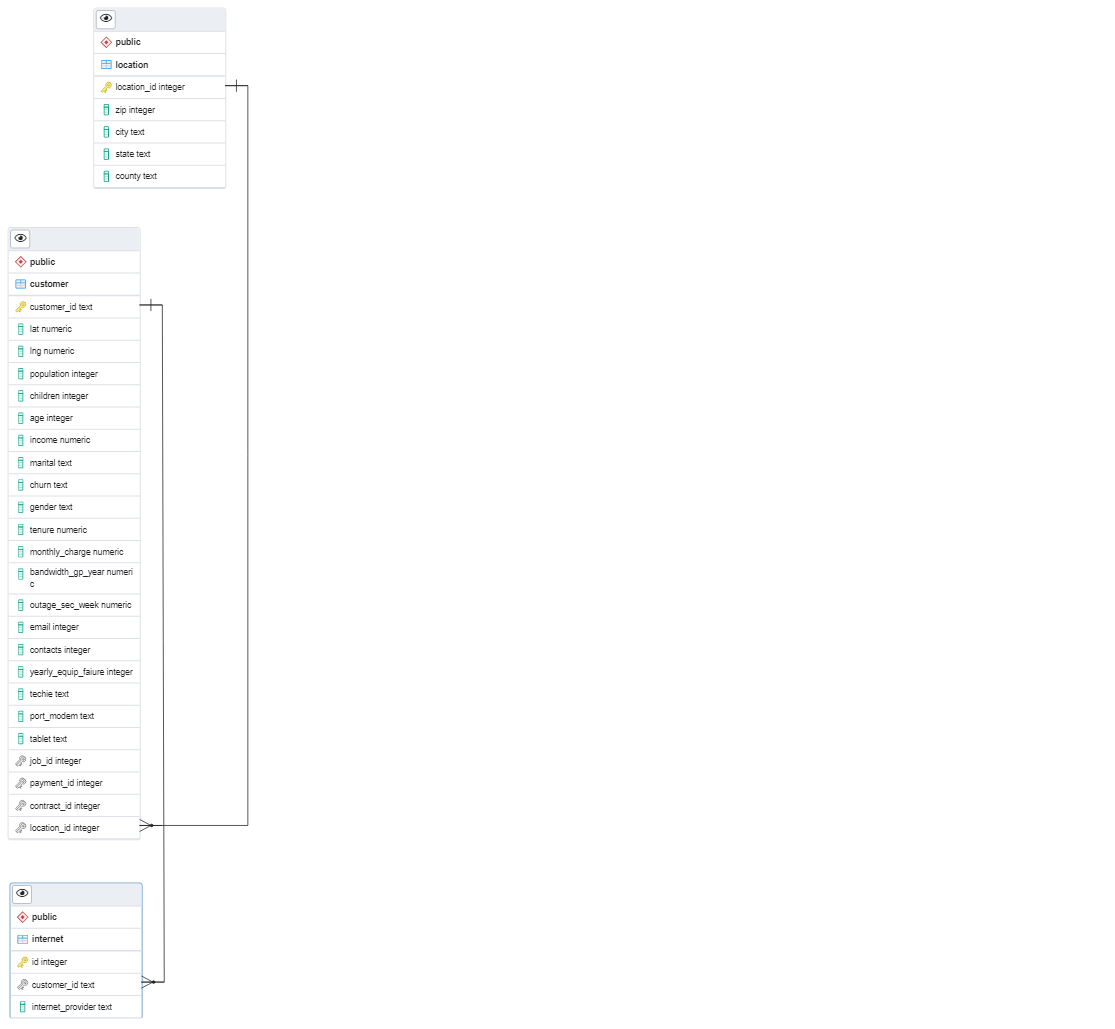 public
location
location_id integer
zip integer
city text
state text
county text
public
customer
customer_id text
lat numeric
lng numeric
population integer
children integer
age integer
income numeric
marital text
churn text
gender text
tenure numeric
monthly_charge numeric
bandwidth_gp_year numeri
c
outage_sec_week numeric
email integer
contacts integer
yearly_equip_faiure integer
techie text
port_modem text
tablet text
job_id integer
payment_id integer
contract_id integer
location_id integer
public
internet
id integer
customer_id text
internet_provider text